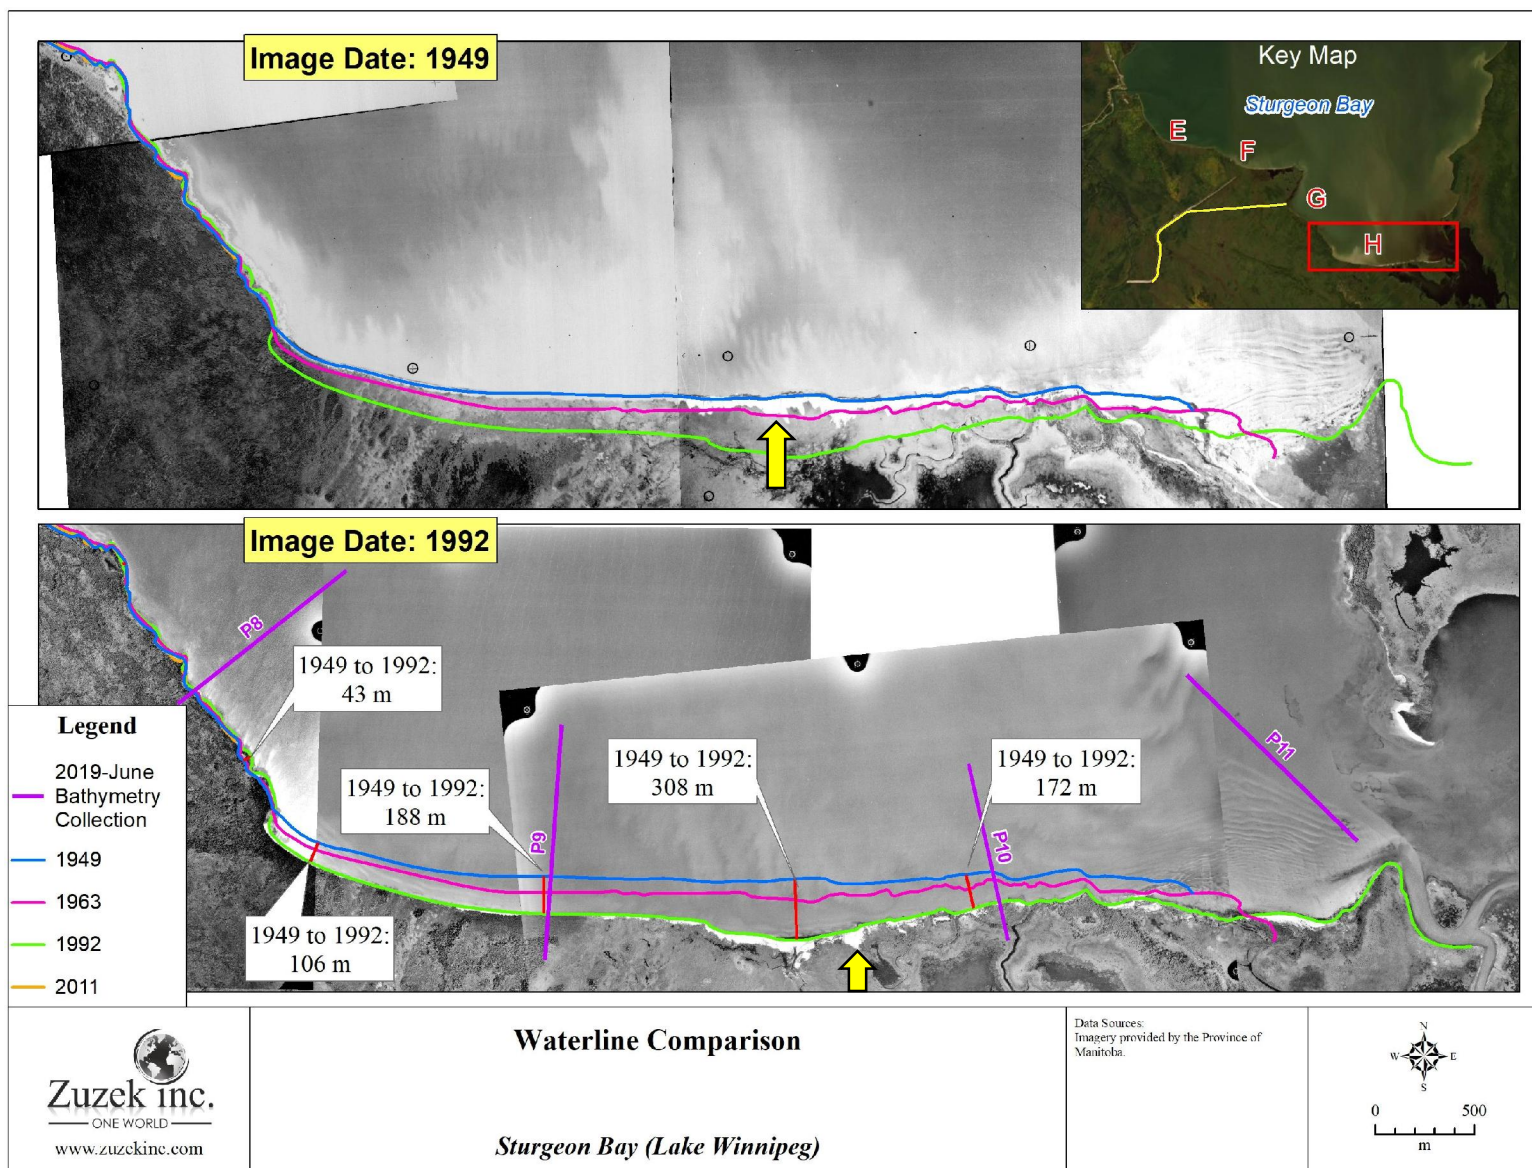 Image Date: 1949
Key Map
Sturgeon Bay
E
F
G
H
Image Date: 1992
P8
1949 to 1992:
43 m
1949 to 1992:
188 m
1949 to 1992:
308 m
1949 to 1992:
172 m
P9
P10
P11
1949 to 1992:
106 m
Legend
2019-June
Bathymetry
Collection
1949
1963
1992
2011
Zuzek inc.
ONE WORLD
www.zuzekinc.com
Waterline Comparison
Sturgeon Bay (Lake Winnipeg)
Data Sources:
Imagery provided by the Province of
Manitoba.
N
W E
S
0 500
m